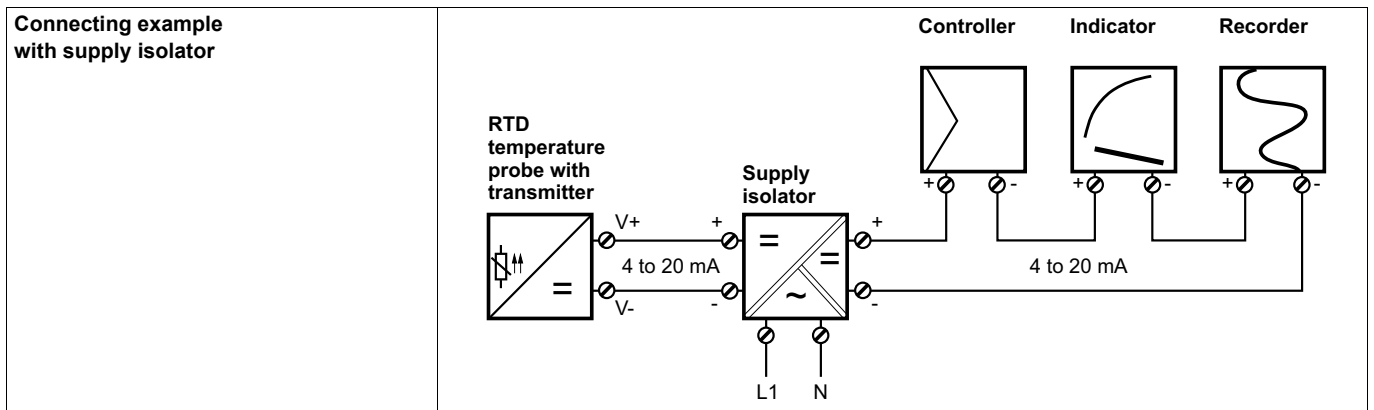 Connecting example
with supply isolator
Controller
Indicator
Recorder
RTD
temperature
probe with
transmitter
Supply
isolator
+ - + - + -
V+ + +
4 to 20 mA
4 to 20 mA
V- - -
L1 N